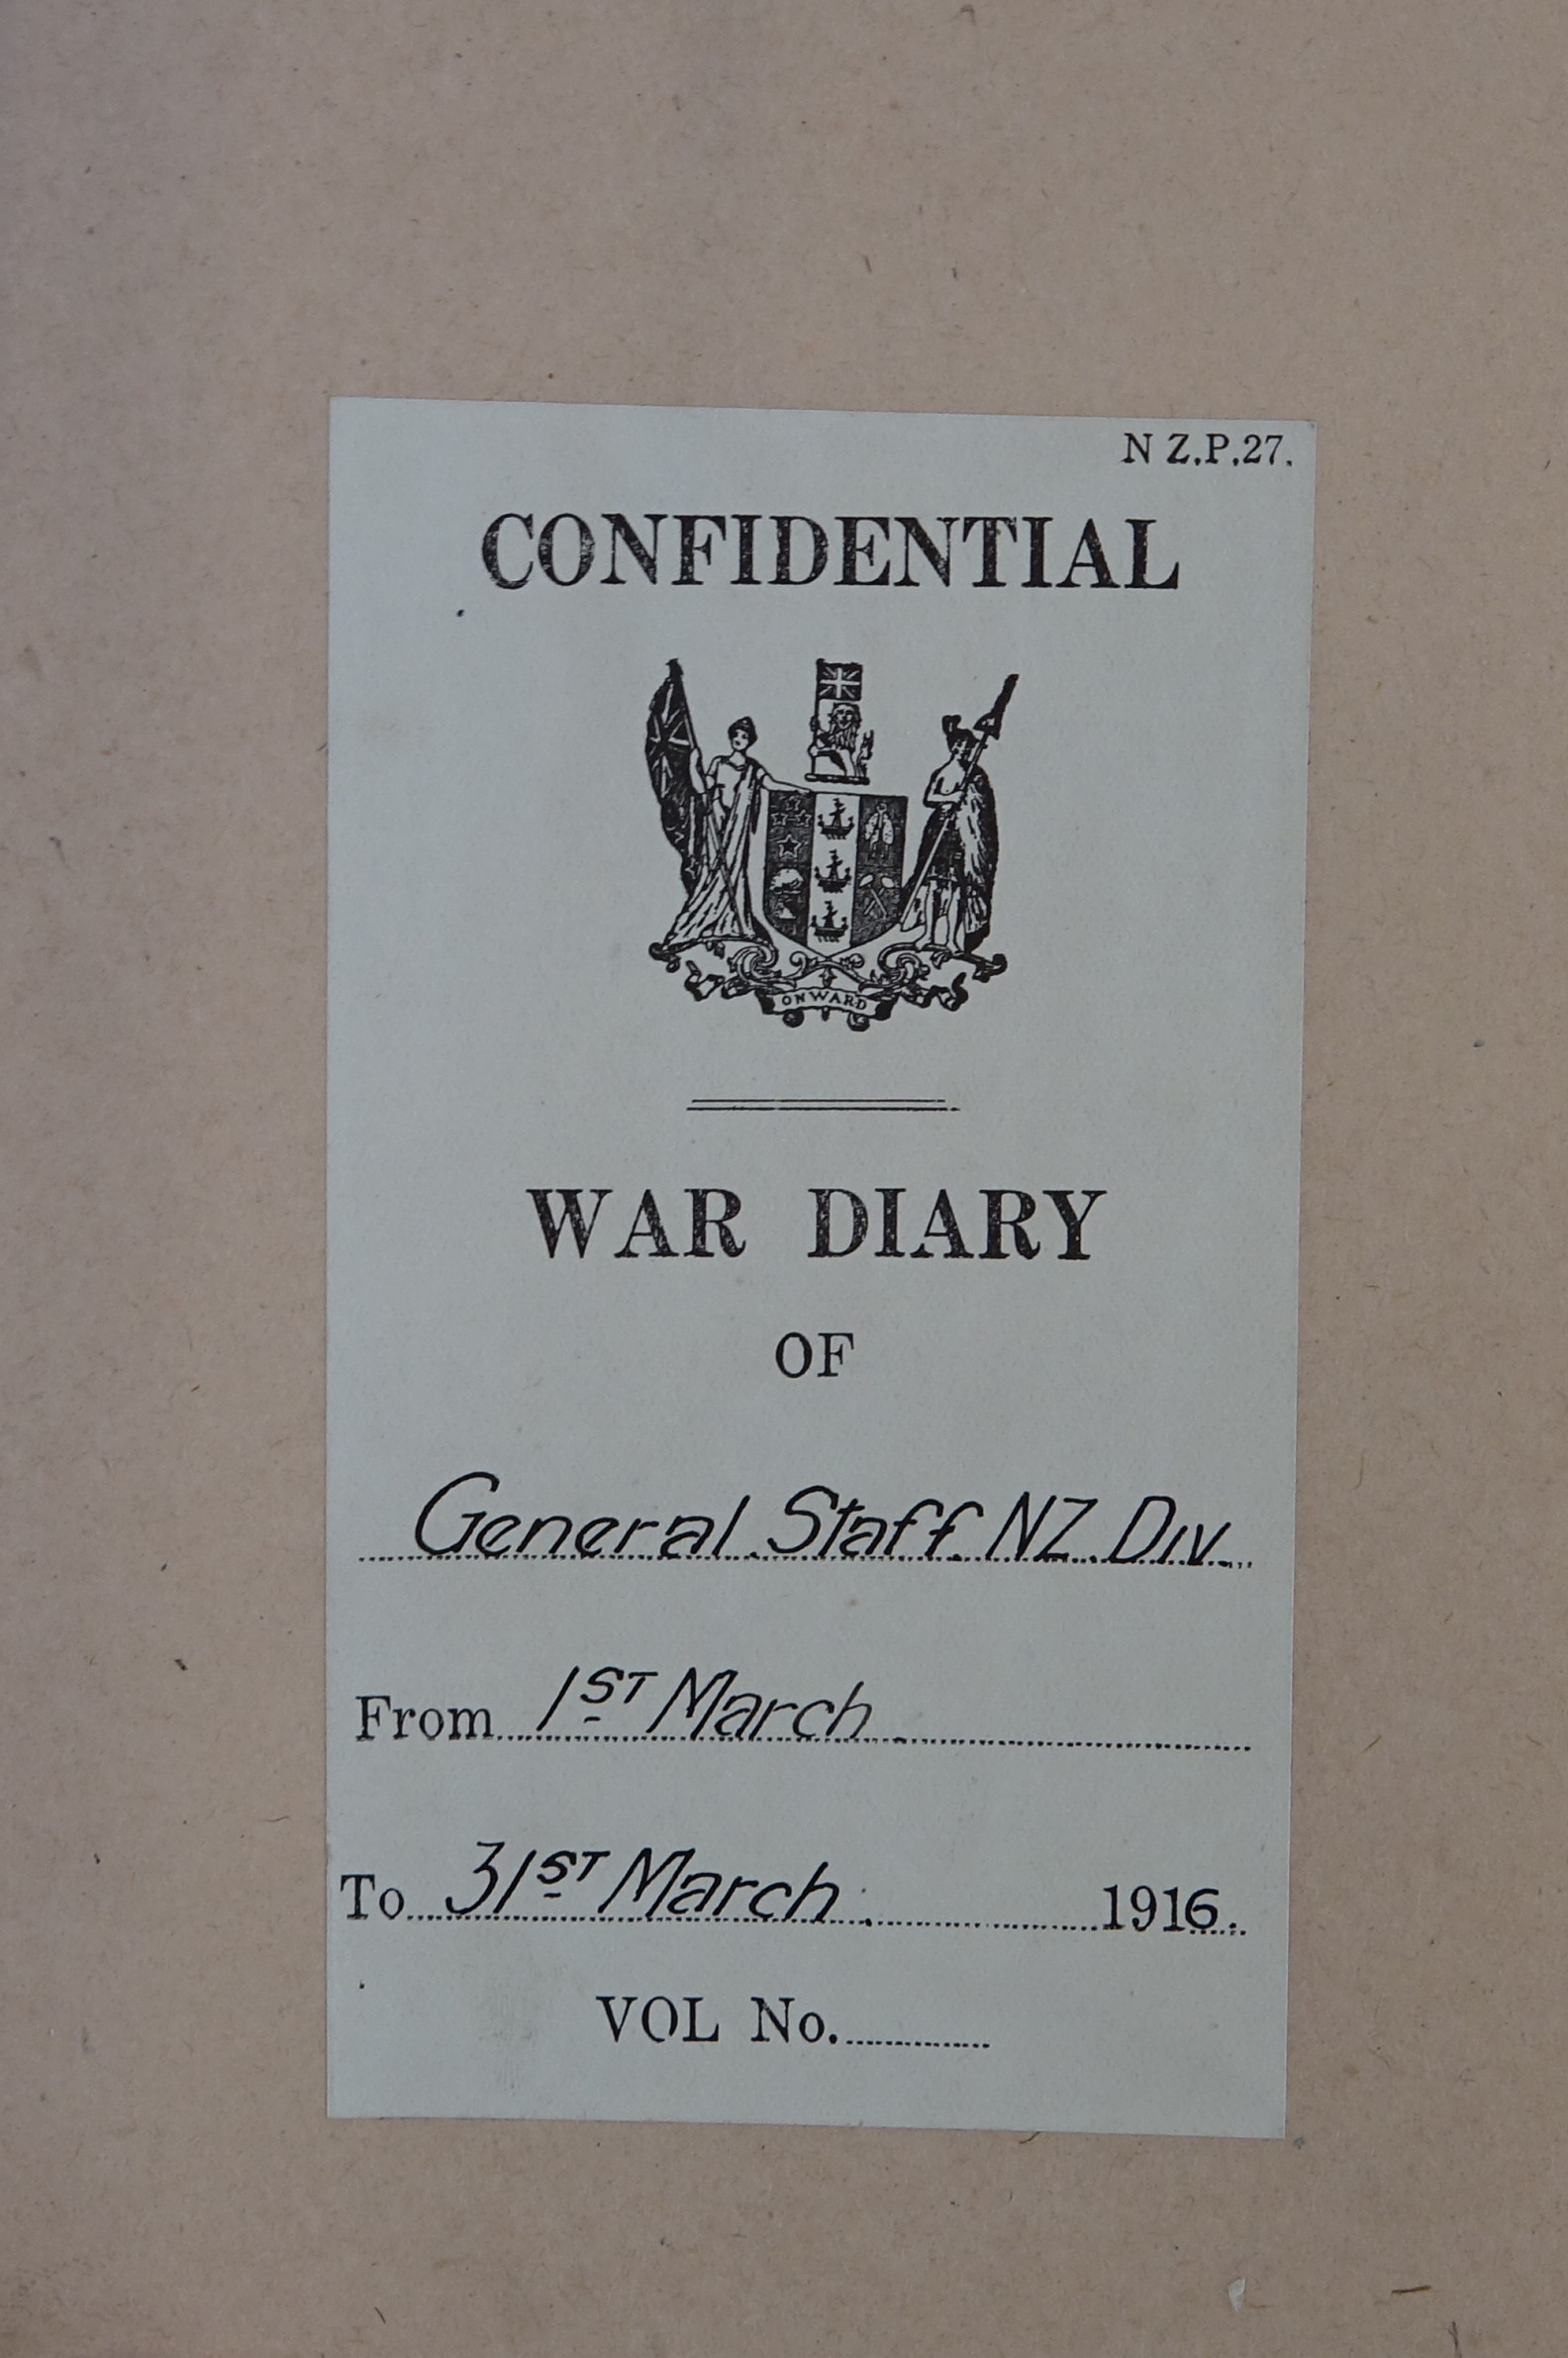 N Z.P.27.
CONFIDENTIAL
ONWARD
WAR DIARY
OF
General Staff NZ. Div.
From 1ST March
To 31ST March 1916.
VOL No.